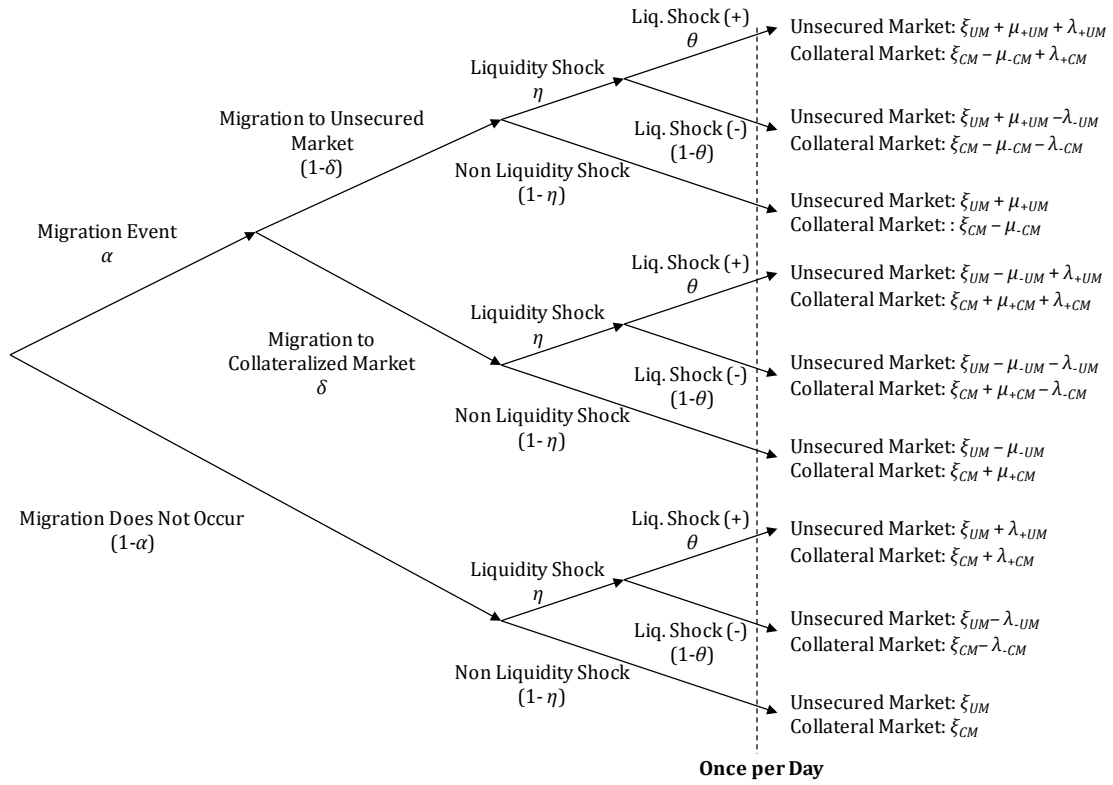 Liq. Shock (+)
θ
Unsecured Market: ξUM + μ+UM + λ+UM
Collateral Market: ξCM − μ-CM + λ+CM
Liquidity Shock
η
Migration to Unsecured
Market
(1-δ)
Liq. Shock (-)
(1-θ)
Unsecured Market: ξUM + μ+UM −λ-UM
Collateral Market: ξCM − μ-CM − λ-CM
Non Liquidity Shock
(1- η)
Unsecured Market: ξUM + μ+UM
Collateral Market: : ξCM − μ-CM
Migration Event
α
Liq. Shock (+)
θ
Unsecured Market: ξUM − μ-UM + λ+UM
Collateral Market: ξCM + μ+CM + λ+CM
Liquidity Shock
η
Migration to
Collateralized Market
δ
Liq. Shock (-)
(1-θ)
Unsecured Market: ξUM − μ-UM − λ-UM
Collateral Market: ξCM + μ+CM − λ-CM
Non Liquidity Shock
(1- η)
Unsecured Market: ξUM − μ-UM
Collateral Market: ξCM + μ+CM
Migration Does Not Occur
(1-α)
Liq. Shock (+)
θ
Unsecured Market: ξUM + λ+UM
Collateral Market: ξCM + λ+CM
Liquidity Shock
η
Liq. Shock (-)
(1-θ)
Unsecured Market: ξUM− λ-UM
Collateral Market: ξCM− λ-CM
Non Liquidity Shock
(1- η)
Unsecured Market: ξUM
Collateral Market: ξCM
Once per Day